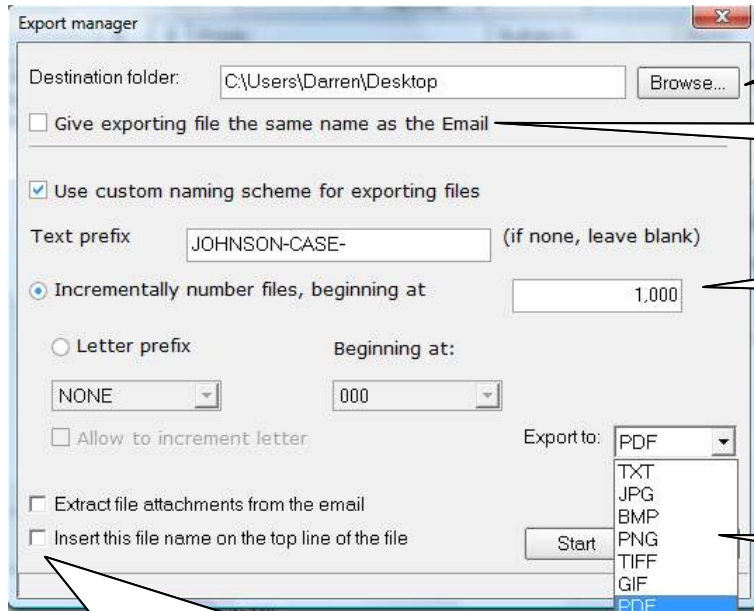 Export manager
Destination folder: C:\Users\Darren\Desktop Browse...
Give exporting file the same name as the Email
Use custom naming scheme for exporting files
Text prefix JOHNSON-CASE- (if none, leave blank)
Incrementally number files, beginning at 1,000
Letter prefix Beginning at:
NONE 000
Allow to increment letter Export to: PDF
TXT
JPG
BMP
PNG
TIFF
GIF
PDF
Extract file attachments from the email
Insert this file name on the top line of the file Start